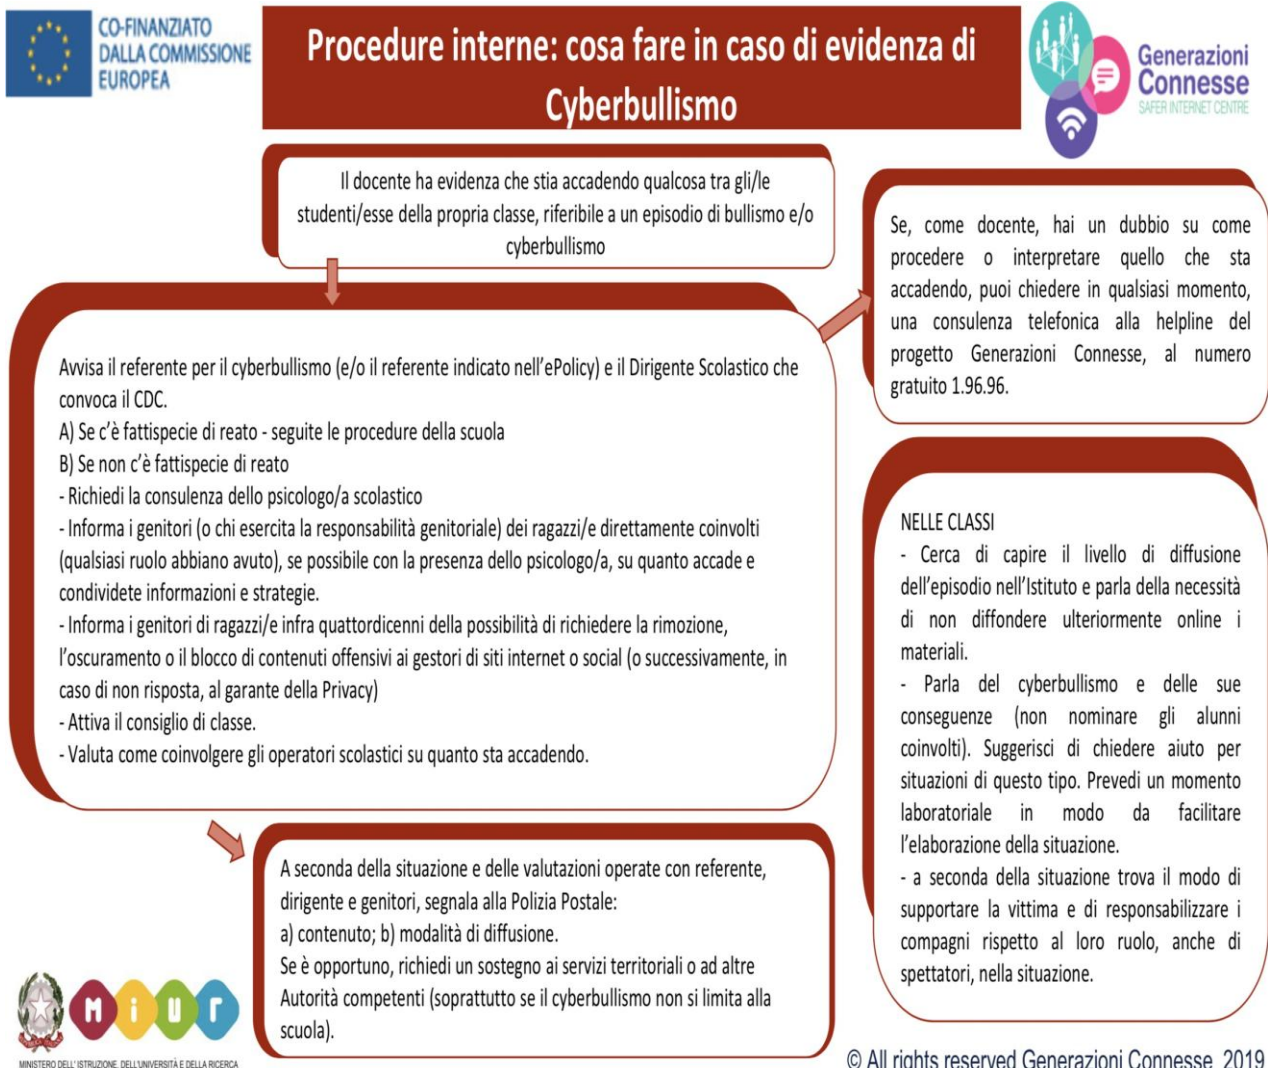 CO-FINANZIATO
DALLA COMMISSIONE
EUROPEA
Procedure interne: cosa fare in caso di evidenza di
Cyberbullismo
Generazioni
Connesse
SAFER INTERNET CENTRE
Il docente ha evidenza che stia accadendo qualcosa tra gli/le
studenti/esse della propria classe, riferibile a un episodio di bullismo e/o
cyberbullismo
Se, come docente, hai un dubbio su come
procedere o interpretare quello che sta
accadendo, puoi chiedere in qualsiasi momento,
una consulenza telefonica alla helpline del
progetto Generazioni Connesse, al numero
gratuito 1.96.96.
Avvisa il referente per il cyberbullismo (e/o il referente indicato nell'ePolicy) e il Dirigente Scolastico che
convoca il CDC.
A) Se c'è fattispecie di reato - seguite le procedure della scuola
B) Se non c'è fattispecie di reato
- Richiedi la consulenza dello psicologo/a scolastico
- Informa i genitori (o chi esercita la responsabilità genitoriale) dei ragazzi/e direttamente coinvolti
(qualsiasi ruolo abbiano avuto), se possibile con la presenza dello psicologo/a, su quanto accade e
condividete informazioni e strategie.
- Informa i genitori di ragazzi/e infra quattordicenni della possibilità di richiedere la rimozione,
l'oscuramento o il blocco di contenuti offensivi ai gestori di siti internet o social (o successivamente, in
caso di non risposta, al garante della Privacy)
- Attiva il consiglio di classe.
- Valuta come coinvolgere gli operatori scolastici su quanto sta accadendo.
NELLE CLASSI
- Cerca di capire il livello di diffusione
dell'episodio nell'Istituto e parla della necessità
di non diffondere ulteriormente online i
materiali.
- Parla del cyberbullismo e delle sue
conseguenze (non nominare gli alunni
coinvolti). Suggerisci di chiedere aiuto per
situazioni di questo tipo. Prevedi un momento
laboratoriale in modo da facilitare
l'elaborazione della situazione.
- a seconda della situazione trova il modo di
supportare la vittima e di responsabilizzare i
compagni rispetto al loro ruolo, anche di
spettatori, nella situazione.
A seconda della situazione e delle valutazioni operate con referente,
dirigente e genitori, segnala alla Polizia Postale:
a) contenuto; b) modalità di diffusione.
Se è opportuno, richiedi un sostegno ai servizi territoriali o ad altre
Autorità competenti (soprattutto se il cyberbullismo non si limita alla
scuola).
MIUR
MINISTERO DELL' ISTRUZIONE, DELL'UNIVERSITÀ E DELLA RICERCA
© All rights reserved Generazioni Connesse, 2019